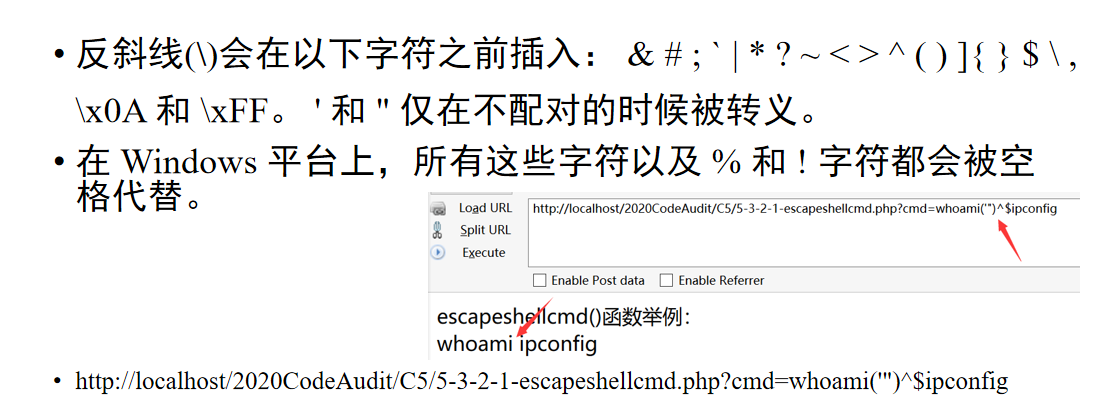 • 反斜线(\)会在以下字符之前插入： & # ; ` | * ? ~ < > ^ ( ) ]{ } $ \ ,
\x0A 和 \xFF。 ' 和 " 仅在不配对的时候被转义。
• 在 Windows 平台上，所有这些字符以及 % 和 ! 字符都会被空
格代替。
Load URL
http://localhost/2020CodeAudit/C5/5-3-2-1-escapeshellcmd.php?cmd=whoami('")^$ipconfig
Split URL
Execute
Enable Post data Enable Referrer
escapeshellcmd()函数举例：
whoami ipconfig
• http://localhost/2020CodeAudit/C5/5-3-2-1-escapeshellcmd.php?cmd=whoami('")^$ipconfig